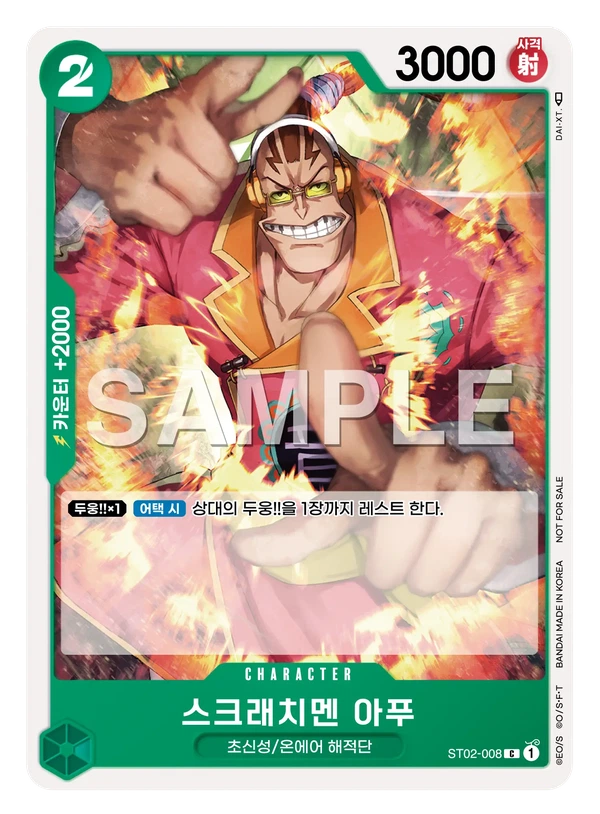 2
3000
사격
射
DAI-XT.
⚡카운터 +2000
SAMPLE
두웅!!×1 어택 시 상대의 두웅!!을 1장까지 레스트 한다.
CHARACTER
스크래치멘 아푸
초신성/온에어 해적단
ST02-008 C 1
©EO/S ©O/S·F·T BANDAI MADE IN KOREA NOT FOR SALE